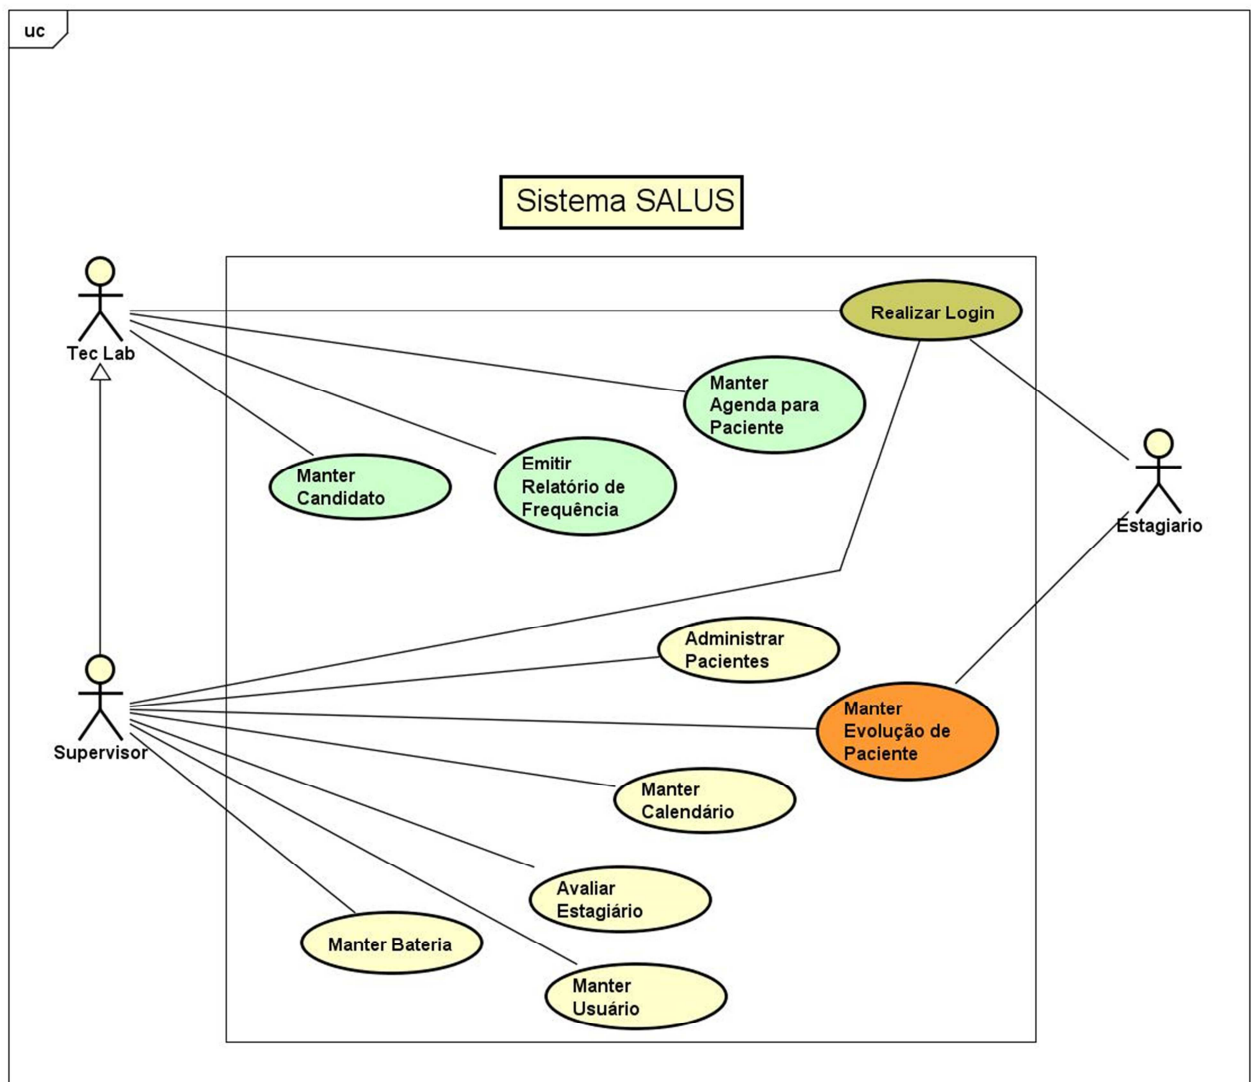 uc
Sistema SALUS
Realizar Login
Tec Lab
Manter
Agenda para
Paciente
Manter
Candidato
Emitir
Relatório de
Frequência
Estagiario
Administrar
Pacientes
Manter
Evolução de
Paciente
Supervisor
Manter
Calendário
Avaliar
Estagiário
Manter Bateria
Manter
Usuário